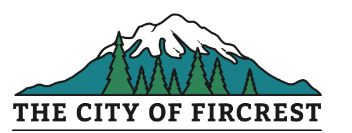 THE CITY OF FIRCREST